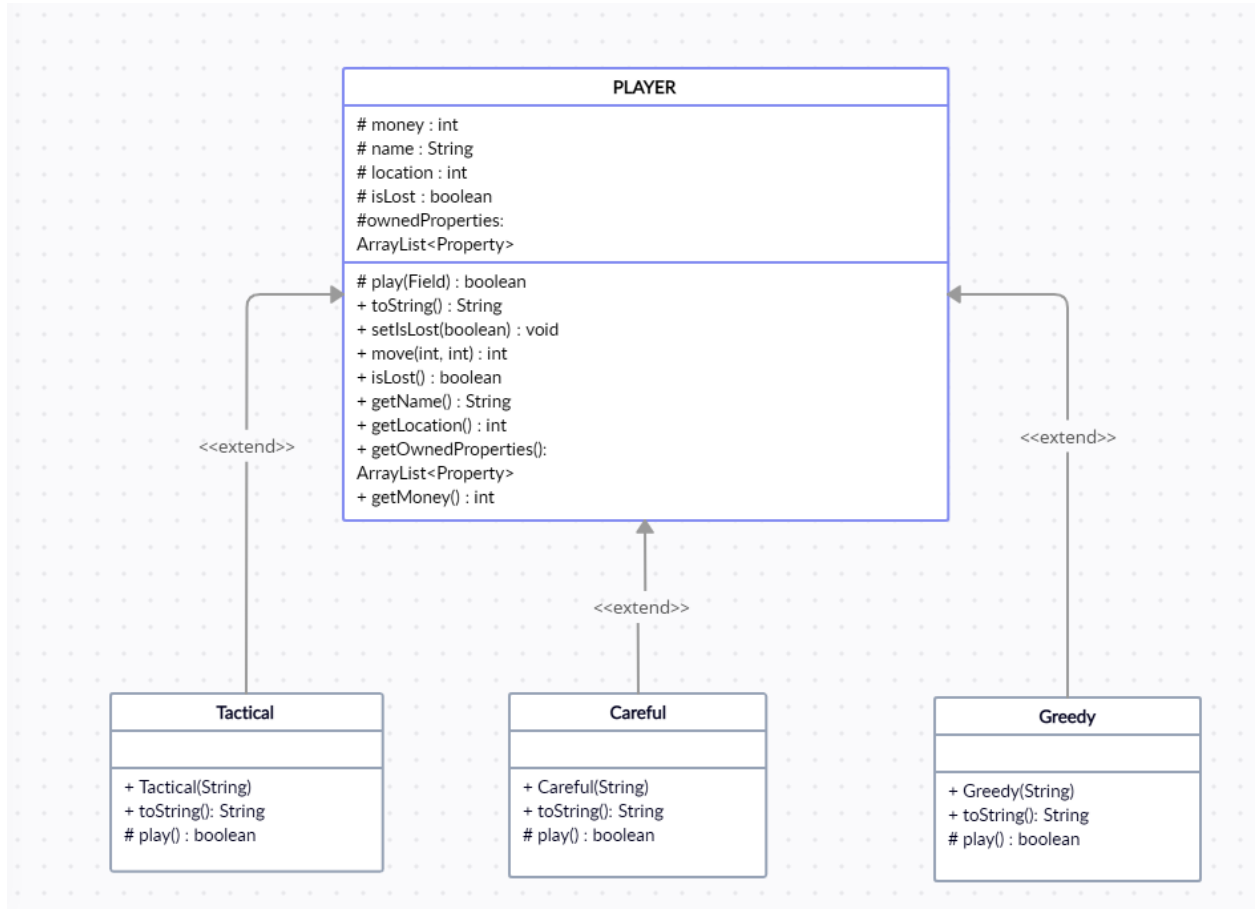 PLAYER
# money : int
# name : String
# location : int
# isLost : boolean
#ownedProperties:
ArrayList<Property>
# play(Field) : boolean
+ toString() : String
+ setIsLost(boolean) : void
+ move(int, int) : int
+ isLost() : boolean
+ getName() : String
+ getLocation() : int
+ getOwnedProperties():
ArrayList<Property>
+ getMoney() : int
<<extend>>
<<extend>>
<<extend>>
Tactical
+ Tactical(String)
+ toString(): String
# play() : boolean
Careful
+ Careful(String)
+ toString(): String
# play() : boolean
Greedy
+ Greedy(String)
+ toString(): String
# play() : boolean